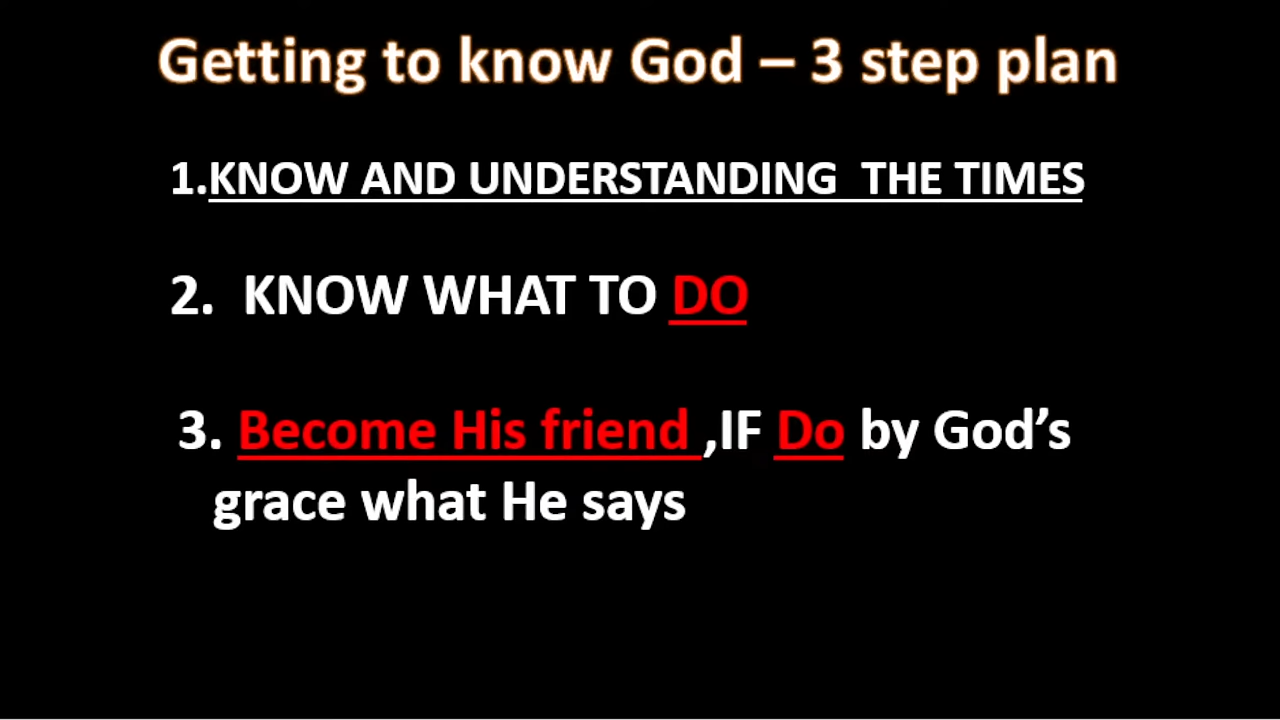 Getting to know God – 3 step plan
1.KNOW AND UNDERSTANDING  THE TIMES
2.  KNOW WHAT TO DO
3. Become His friend ,IF Do by God’s
grace what He says